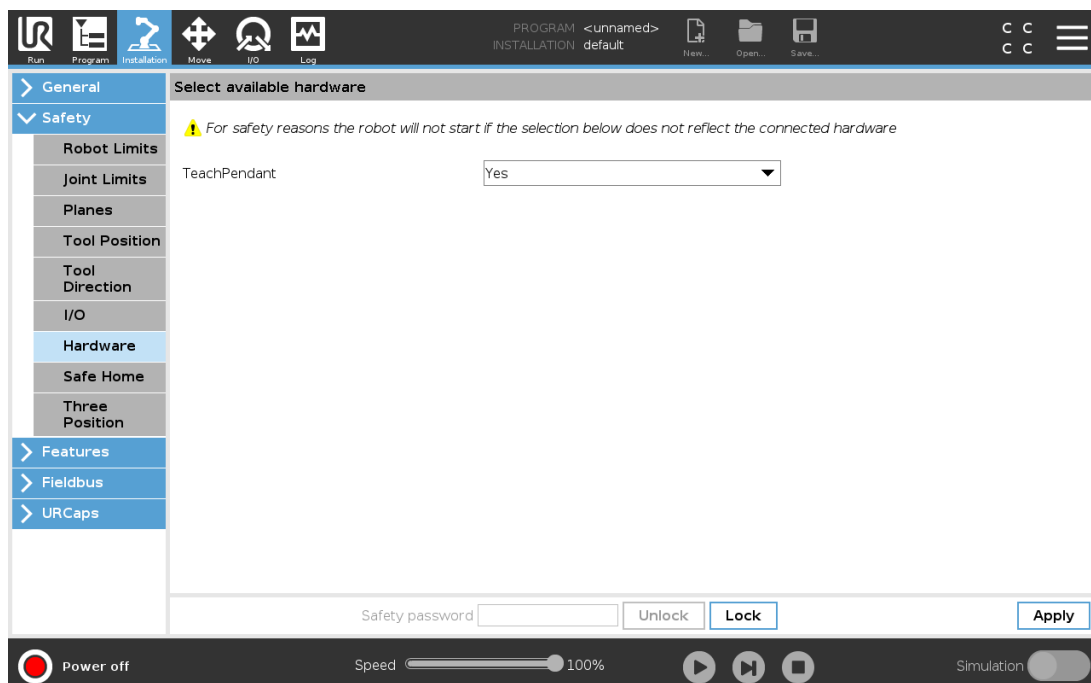 PROGRAM <unnamed>
INSTALLATION default
UR
Run
Program
Installation
Move
I/O
Log
New...
Open...
Save...
C C
C C
General
Safety
Robot Limits
Joint Limits
Planes
Tool Position
Tool
Direction
I/O
Hardware
Safe Home
Three
Position
Features
Fieldbus
URCaps
Select available hardware
For safety reasons the robot will not start if the selection below does not reflect the connected hardware
TeachPendant Yes
Safety password Unlock Lock Apply
Power off Speed 100% Simulation